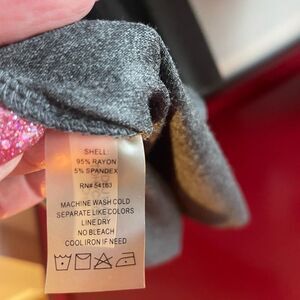 SHELL:
95% RAYON
5% SPANDEX
RN# 54163
MACHINE WASH COLD
SEPARATE LIKE COLORS
LINE DRY
NO BLEACH
COOL IRON IF NEED